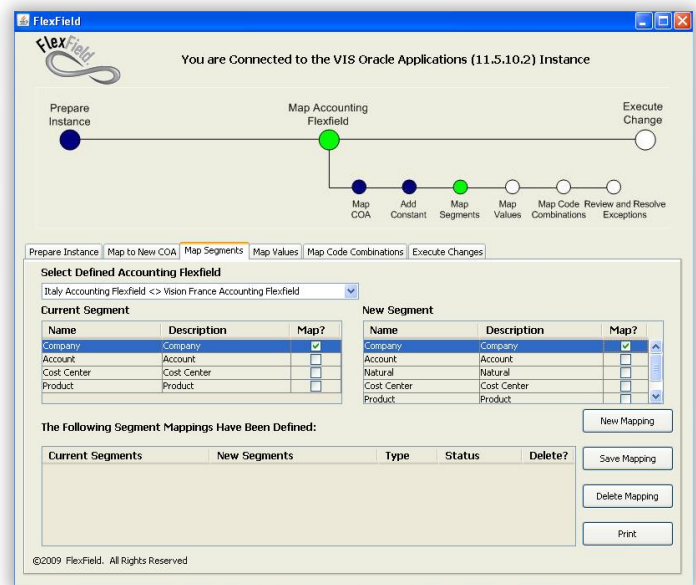 FlexField
FlexField
You are Connected to the VIS Oracle Applications (11.5.10.2) Instance
Prepare
Instance
Map Accounting
Flexfield
Execute
Change
Map
COA
Add
Constant
Map
Segments
Map
Values
Map Code
Combinations
Review and Resolve
Exceptions
Prepare Instance Map to New COA Map Segments Map Values Map Code Combinations Execute Changes
Select Defined Accounting Flexfield
Italy Accounting Flexfield <> Vision France Accounting Flexfield
Current Segment
Name Description Map?
Company Company
Account Account
Cost Center Cost Center
Product Product
New Segment
Name Description Map?
Company Company
Account Account
Natural Natural
Cost Center Cost Center
Product Product
The Following Segment Mappings Have Been Defined:
Current Segments New Segments Type Status Delete?
New Mapping
Save Mapping
Delete Mapping
Print
©2009 FlexField. All Rights Reserved